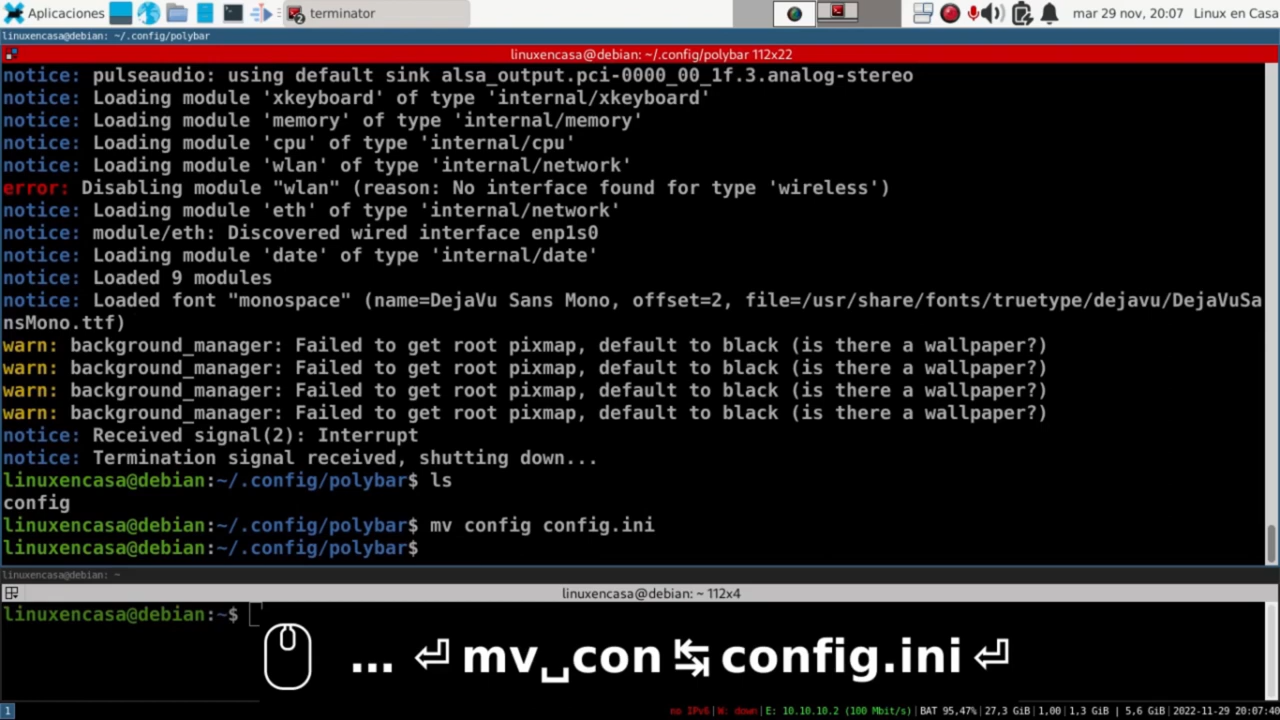 Aplicaciones terminator mar 29 nov, 20:07 Linux en Casa
linuxencasa@debian: ~/.config/polybar
linuxencasa@debian: ~/.config/polybar 112x22
notice: pulseaudio: using default sink alsa_output.pci-0000_00_1f.3.analog-stereo
notice: Loading module 'xkeyboard' of type 'internal/xkeyboard'
notice: Loading module 'memory' of type 'internal/memory'
notice: Loading module 'cpu' of type 'internal/cpu'
notice: Loading module 'wlan' of type 'internal/network'
error: Disabling module "wlan" (reason: No interface found for type 'wireless')
notice: Loading module 'eth' of type 'internal/network'
notice: module/eth: Discovered wired interface enp1s0
notice: Loading module 'date' of type 'internal/date'
notice: Loaded 9 modules
notice: Loaded font "monospace" (name=DejaVu Sans Mono, offset=2, file=/usr/share/fonts/truetype/dejavu/DejaVuSa
nsMono.ttf)
warn: background_manager: Failed to get root pixmap, default to black (is there a wallpaper?)
warn: background_manager: Failed to get root pixmap, default to black (is there a wallpaper?)
warn: background_manager: Failed to get root pixmap, default to black (is there a wallpaper?)
warn: background_manager: Failed to get root pixmap, default to black (is there a wallpaper?)
notice: Received signal(2): Interrupt
notice: Termination signal received, shutting down...
linuxencasa@debian:~/.config/polybar$ ls
config
linuxencasa@debian:~/.config/polybar$ mv config config.ini
linuxencasa@debian:~/.config/polybar$
linuxencasa@debian: ~
linuxencasa@debian: ~ 112x4
linuxencasa@debian:~$
... ⏎ mv␣con ↹ config.ini ⏎
1 no IPv6|W: down|E: 10.10.10.2 (100 Mbit/s)|BAT 95,47%|27,3 GiB|1,00|1,3 GiB | 5,6 GiB|2022-11-29 20:07:40